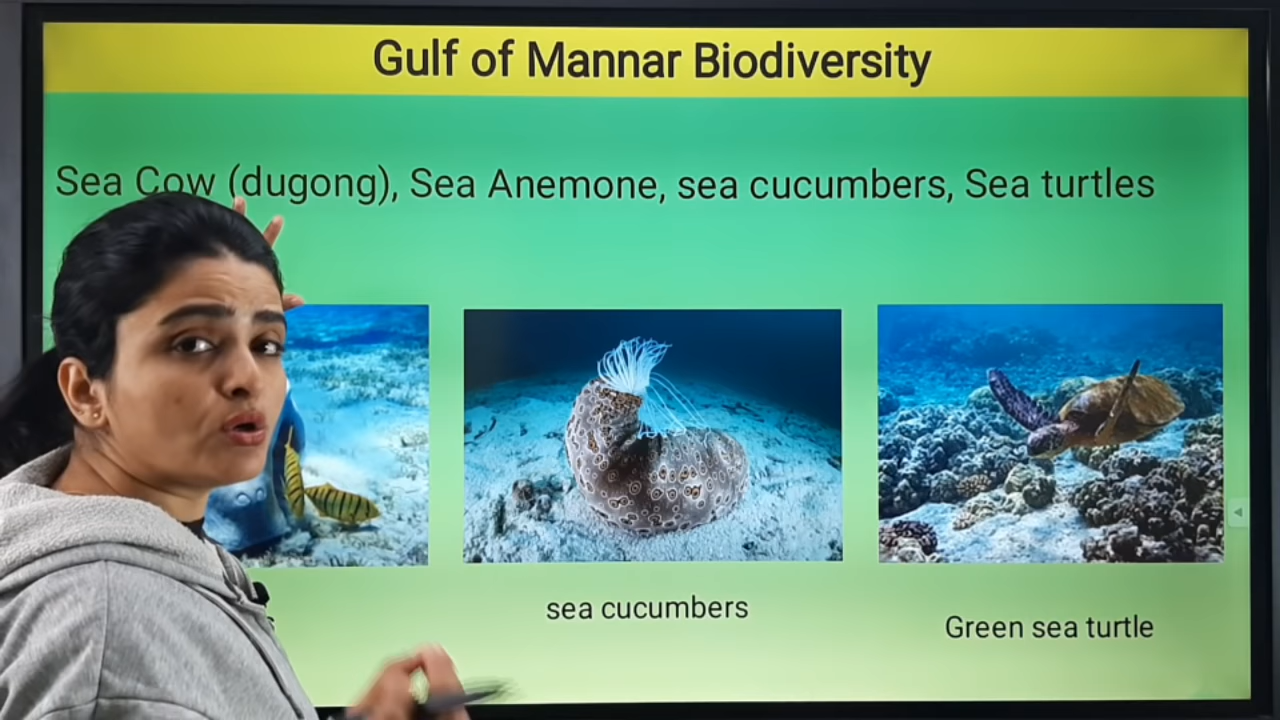 Gulf of Mannar Biodiversity
Sea Cow (dugong), Sea Anemone, sea cucumbers, Sea turtles
sea cucumbers
Green sea turtle